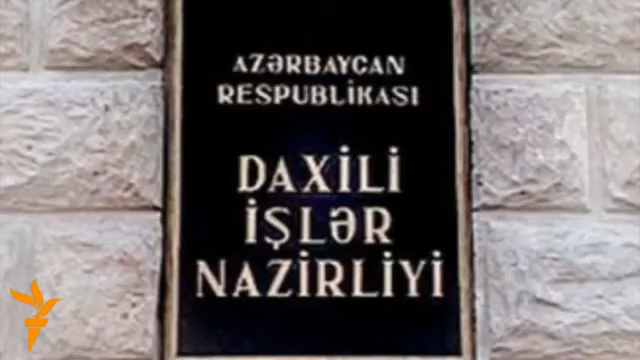 AZƏRBAYCAN
RESPUBLİKASI
DAXİLİ
İŞLƏR
NAZİRLİYİ